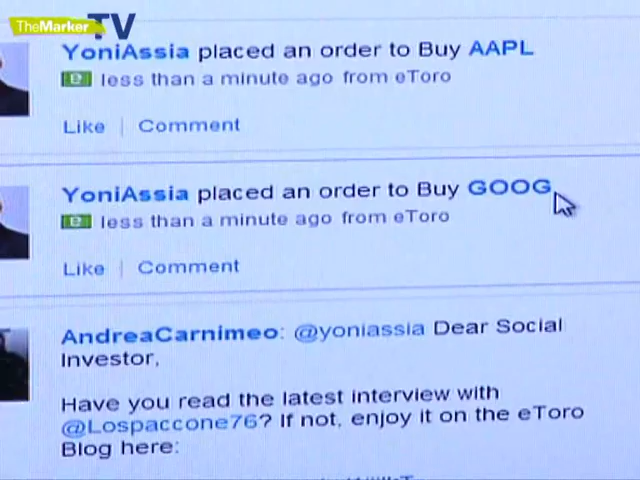 TheMarker TV
YoniAssia placed an order to Buy AAPL
e less than a minute ago from eToro
Like | Comment
YoniAssia placed an order to Buy GOOG
e less than a minute ago from eToro
Like | Comment
AndreaCarnimeo: @yoniassia Dear Social
Investor,
Have you read the latest interview with
@Lospaccone76? If not, enjoy it on the eToro
Blog here: